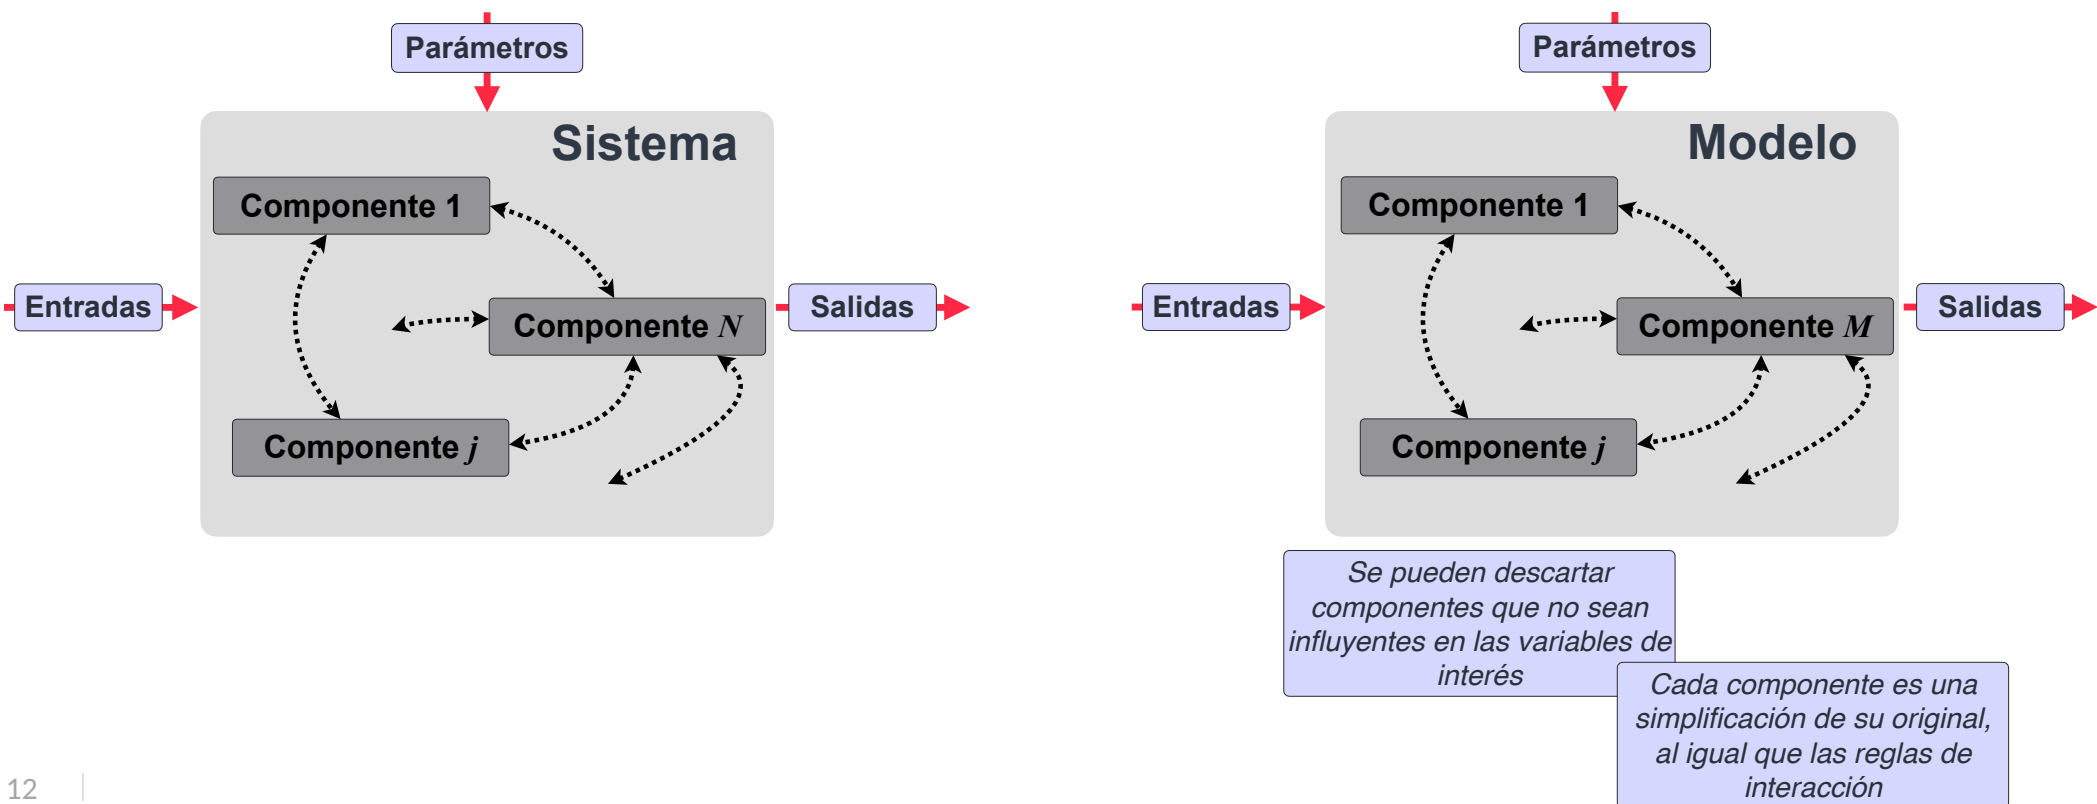 Parámetros
Sistema
Componente 1
Entradas
Componente N
Salidas
Componente j
Parámetros
Modelo
Componente 1
Entradas
Componente M
Salidas
Componente j
Se pueden descartar
componentes que no sean
influyentes en las variables de
interés
Cada componente es una
simplificación de su original,
al igual que las reglas de
interacción
12